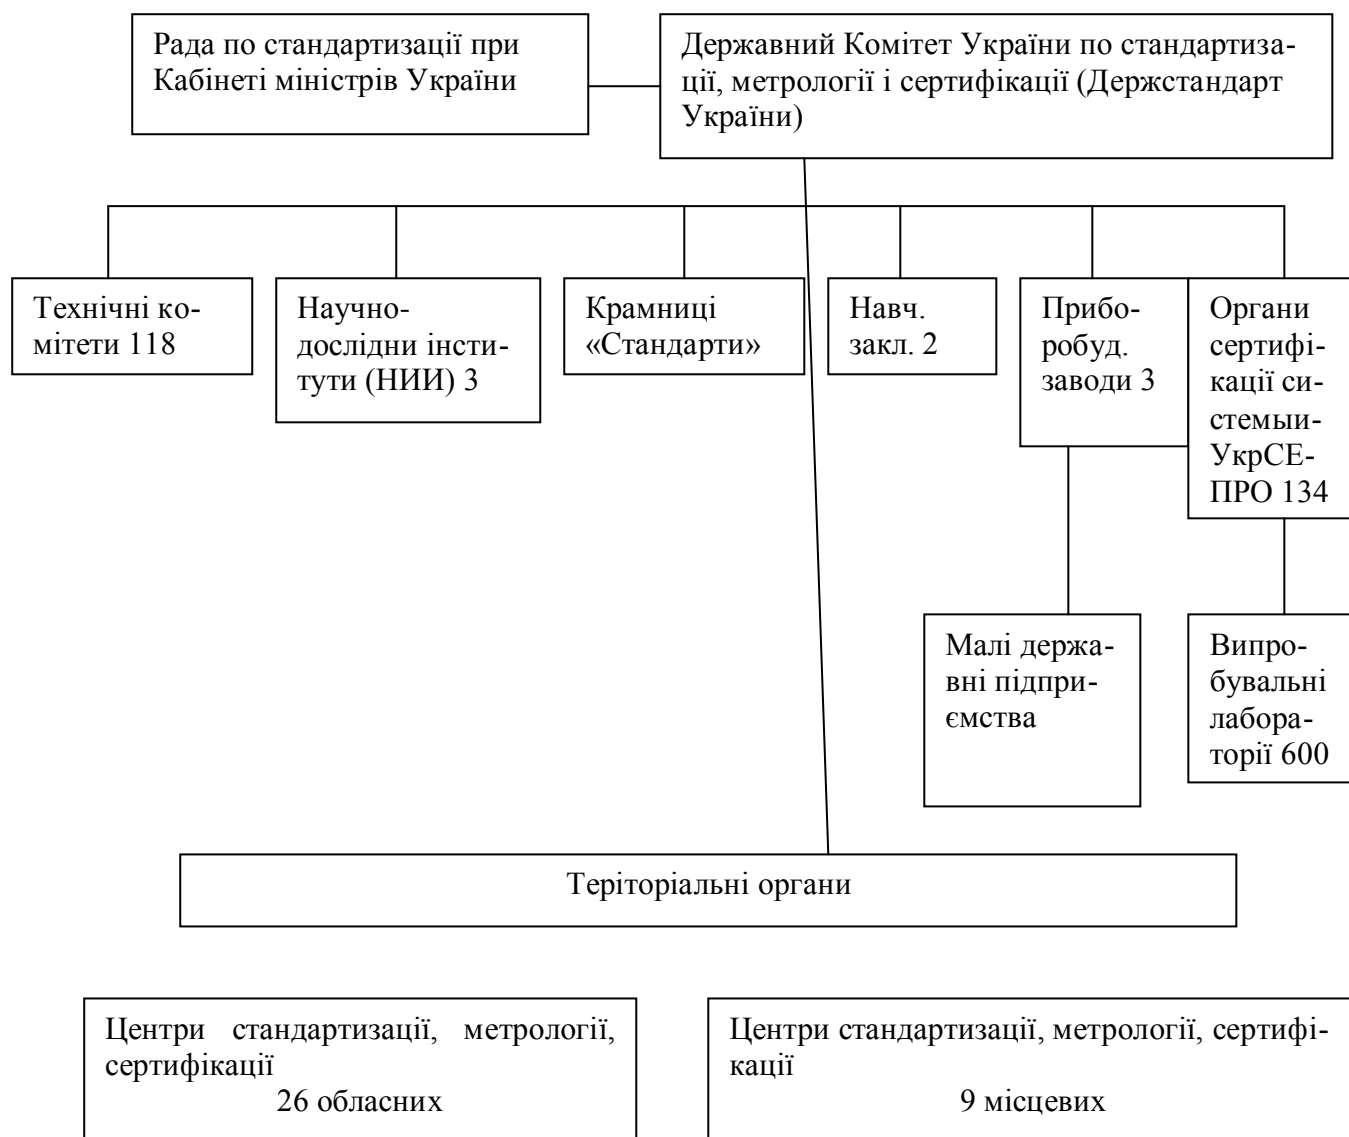 Рада по стандартизації при
Кабінеті міністрів України
Державний Комітет України по стандартиза-
ції, метрології і сертифікації (Держстандарт
України)
Технічні ко-
мітети 118
Научно-
дослідни інсти-
тути (НИИ) 3
Крамниці
«Стандарти»
Навч.
закл. 2
Прибо-
робуд.
заводи 3
Органи
сертифі-
кації си-
стемыи-
УкрСЕ-
ПРО 134
Малі держа-
вні підпри-
ємства
Випро-
бувальні
лабора-
торії 600
Теріторіальні органи
Центри стандартизації, метрології,
сертифікації
26 обласних
Центри стандартизації, метрології, сертифі-
кації
9 місцевих